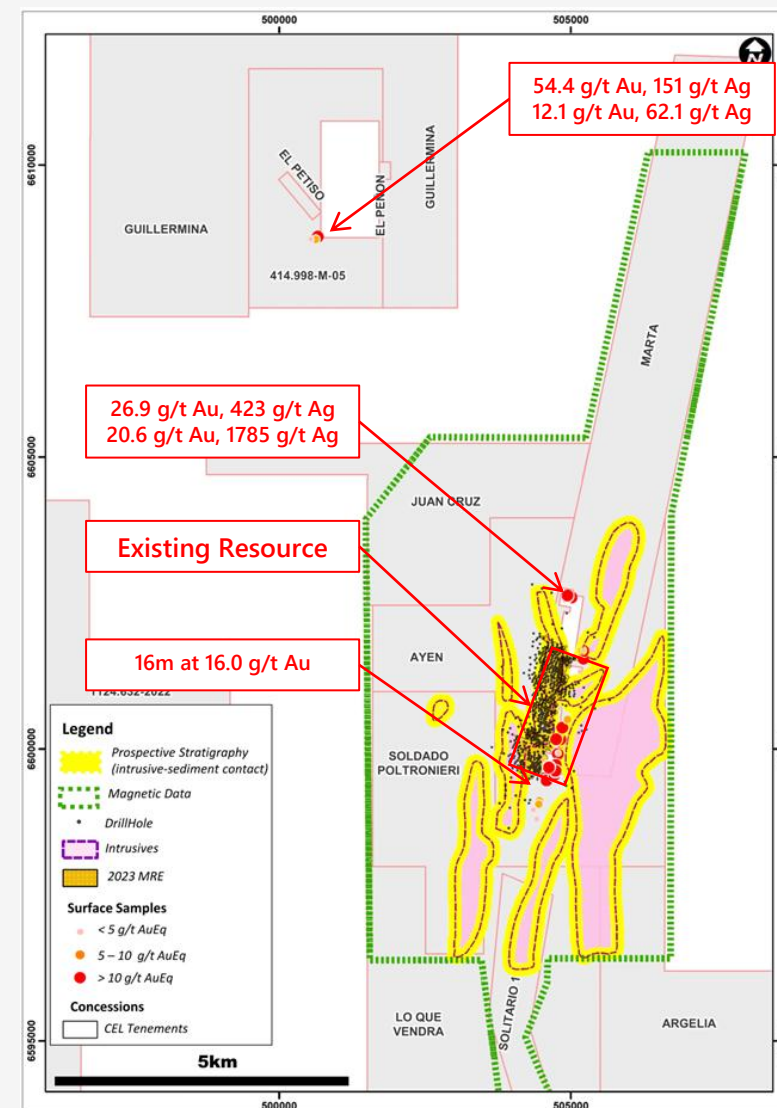 500000
505000
N
54.4 g/t Au, 151 g/t Ag
12.1 g/t Au, 62.1 g/t Ag
6610000
EL PETISO
EL PEÑON
GUILLERMINA
GUILLERMINA
414.998-M-05
MARTA
26.9 g/t Au, 423 g/t Ag
20.6 g/t Au, 1785 g/t Ag
6605000
JUAN CRUZ
Existing Resource
16m at 16.0 g/t Au
AYEN
1124.632-2022
SOLDADO
POLTRONIERI
6600000
Legend
Prospective Stratigraphy
(intrusive-sediment contact)
Magnetic Data
DrillHole
Intrusives
2023 MRE
Surface Samples
< 5 g/t AuEq
5 – 10 g/t AuEq
> 10 g/t AuEq
Concessions
CEL Tenements
LO QUE
VENDRA
SOLITARIO 1
ARGELIA
6595000
5km
500000
505000